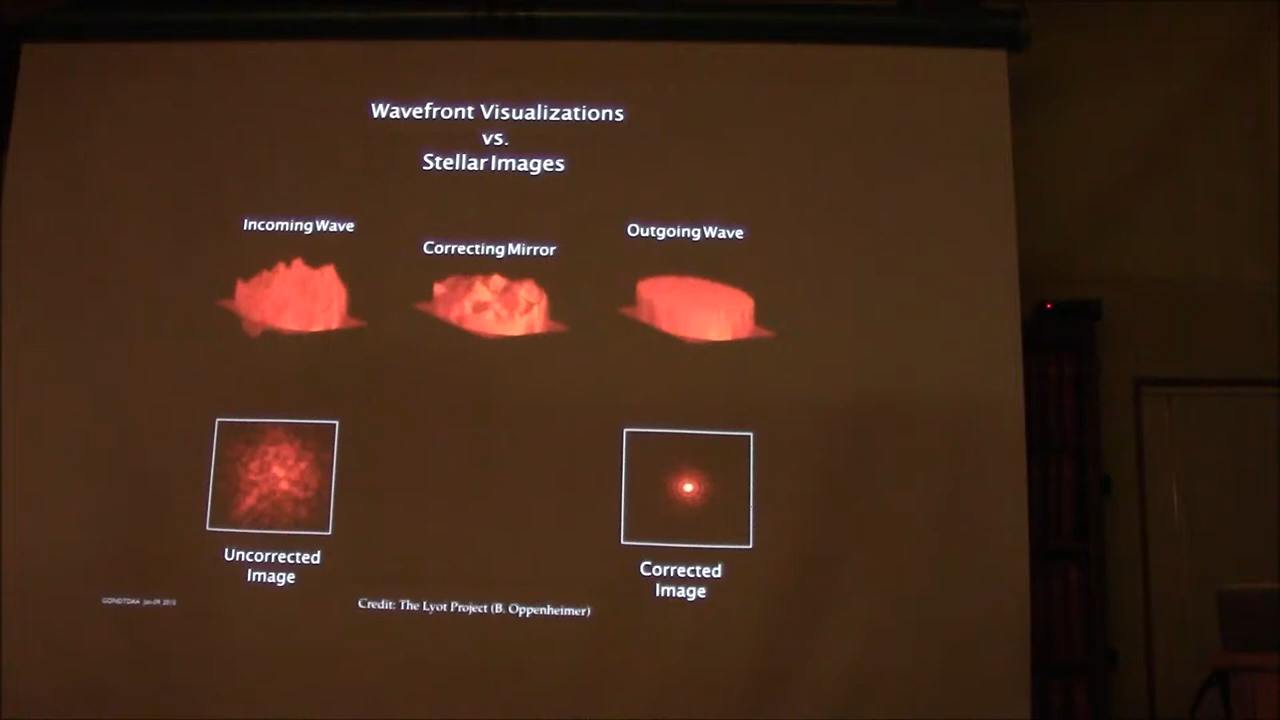 Wavefront Visualizations
vs.
Stellar Images
Incoming Wave
Correcting Mirror
Outgoing Wave
Uncorrected
Image
Corrected
Image
Credit: The Lyot Project (B. Oppenheimer)